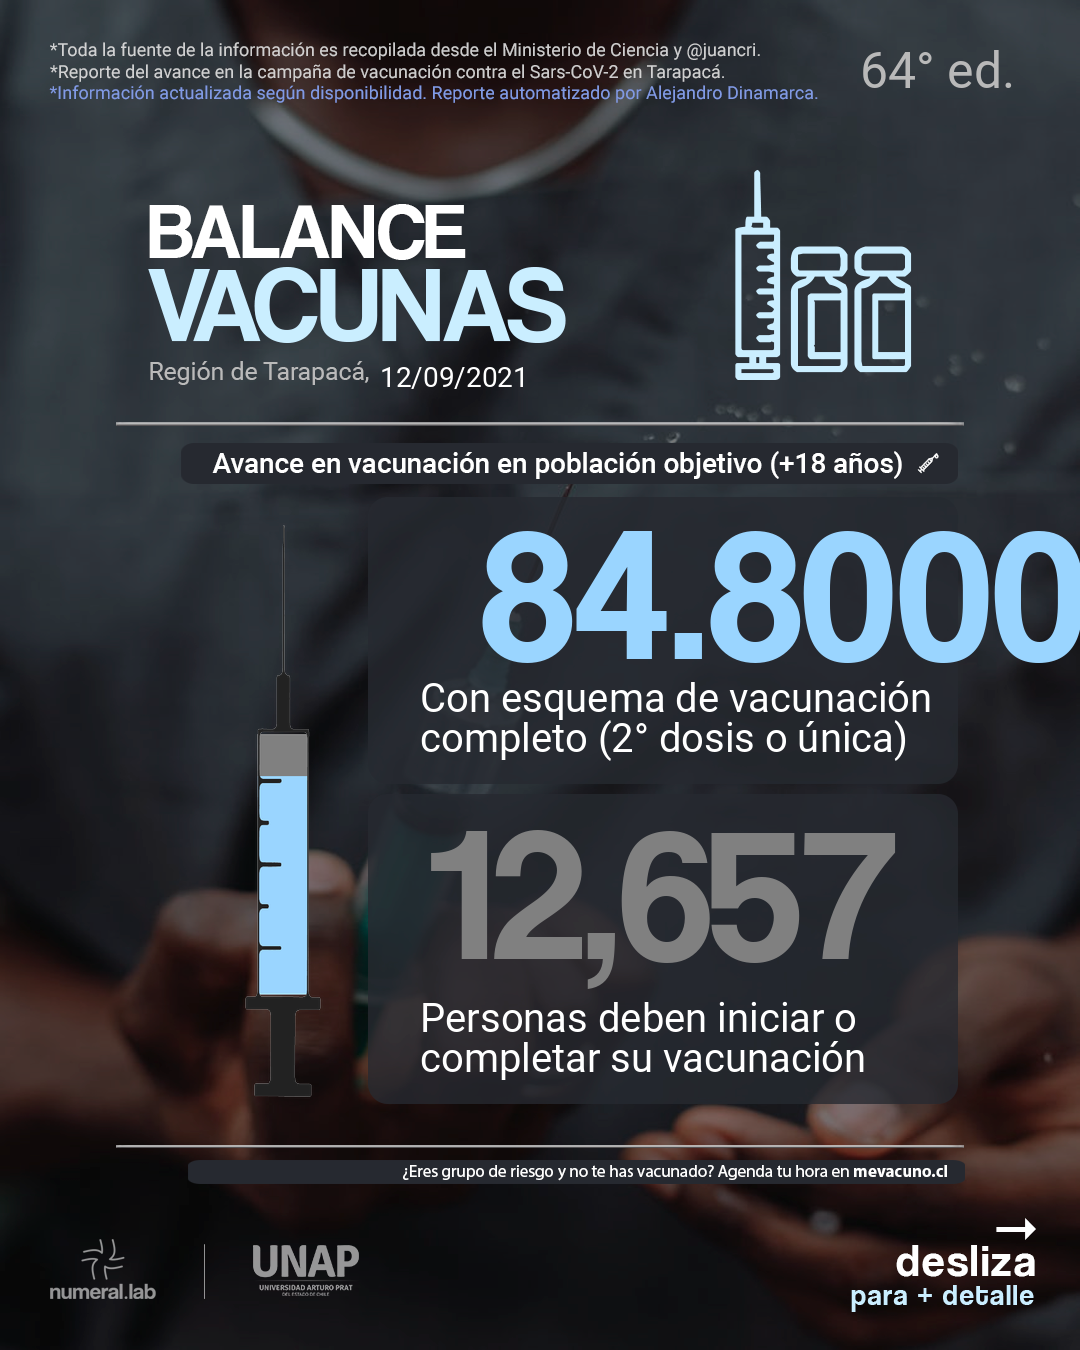 *Toda la fuente de la información es recopilada desde el Ministerio de Ciencia y @juancri.
*Reporte del avance en la campaña de vacunación contra el Sars-CoV-2 en Tarapacá.
*Información actualizada según disponibilidad. Reporte automatizado por Alejandro Dinamarca.
64° ed.
BALANCE
VACUNAS
Región de Tarapacá, 12/09/2021
Avance en vacunación en población objetivo (+18 años)
84.8000
Con esquema de vacunación
completo (2° dosis o única)
12,657
Personas deben iniciar o
completar su vacunación
¿Eres grupo de riesgo y no te has vacunado? Agenda tu hora en mevacuno.cl
numeral.lab
UNAP
UNIVERSIDAD ARTURO PRAT
DEL ESTADO DE CHILE
desliza
para + detalle